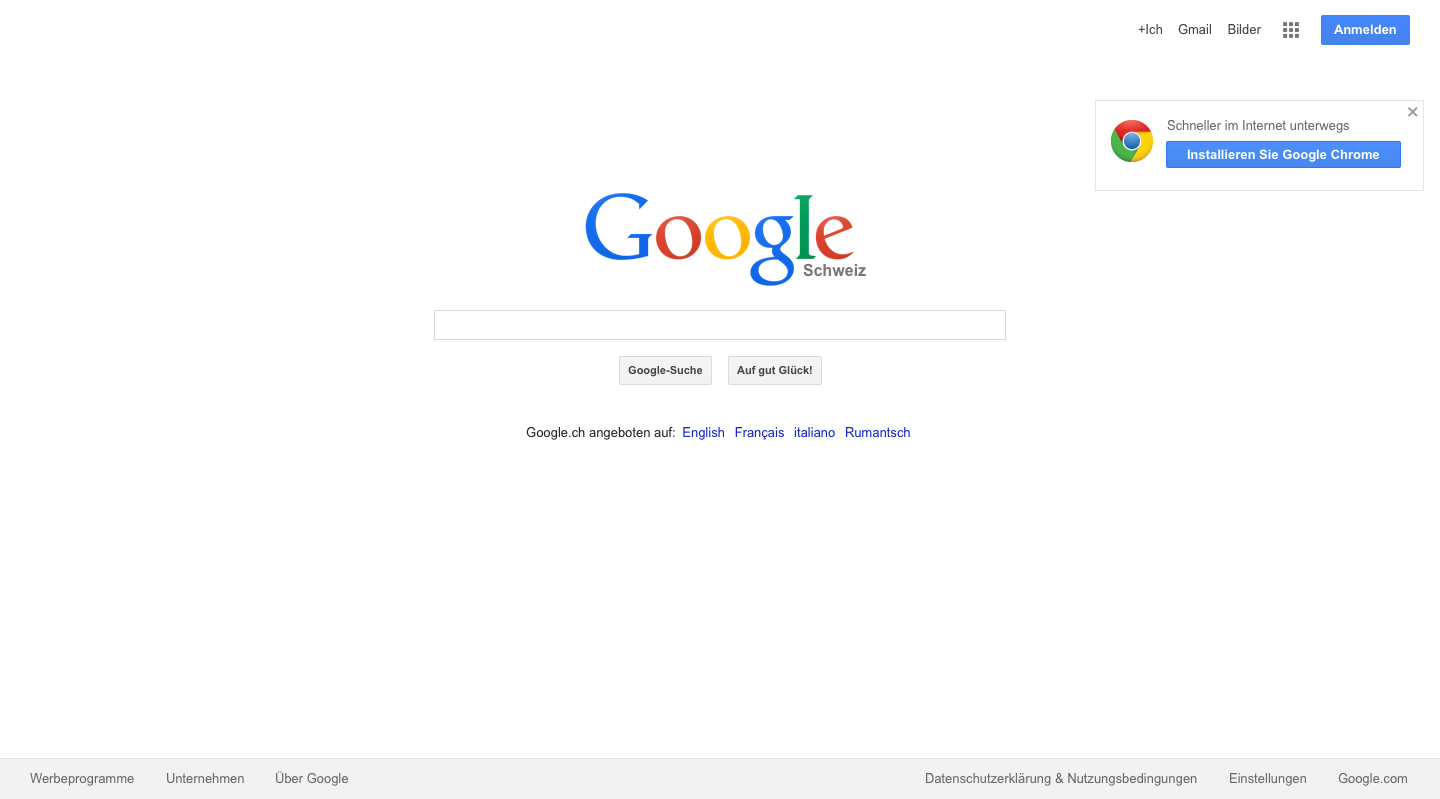 +Ich Gmail Bilder Anmelden
Schneller im Internet unterwegs
Installieren Sie Google Chrome
Google
Schweiz
Google-Suche Auf gut Glück!
Google.ch angeboten auf: English Français italiano Rumantsch
Werbeprogramme Unternehmen Über Google Datenschutzerklärung & Nutzungsbedingungen Einstellungen Google.com